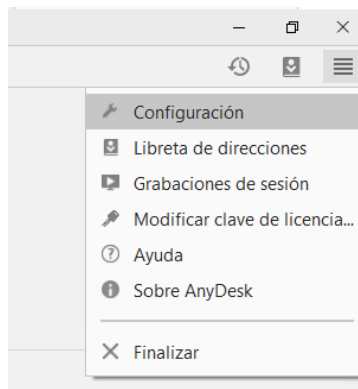 Configuración
Libreta de direcciones
Grabaciones de sesión
Modificar clave de licencia...
Ayuda
Sobre AnyDesk
Finalizar